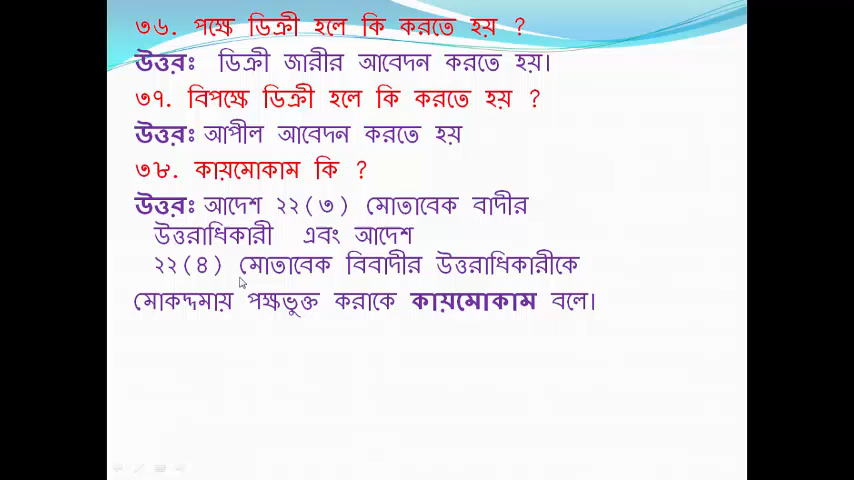 ৩৬. পক্ষে ডিক্রী হলে কি করতে হয় ?
উত্তরঃ ডিক্রী জারীর আবেদন করতে হয়।
৩৭. বিপক্ষে ডিক্রী হলে কি করতে হয় ?
উত্তরঃ আপীল আবেদন করতে হয়
৩৮. কায়মোকাম কি ?
উত্তরঃ আদেশ ২২(৩) মোতাবেক বাদীর
উত্তরাধিকারী এবং আদেশ
২২(৪) মোতাবেক বিবাদীর উত্তরাধিকারীকে
মোকদ্দমায় পক্ষভুক্ত করাকে কায়মোকাম বলে।